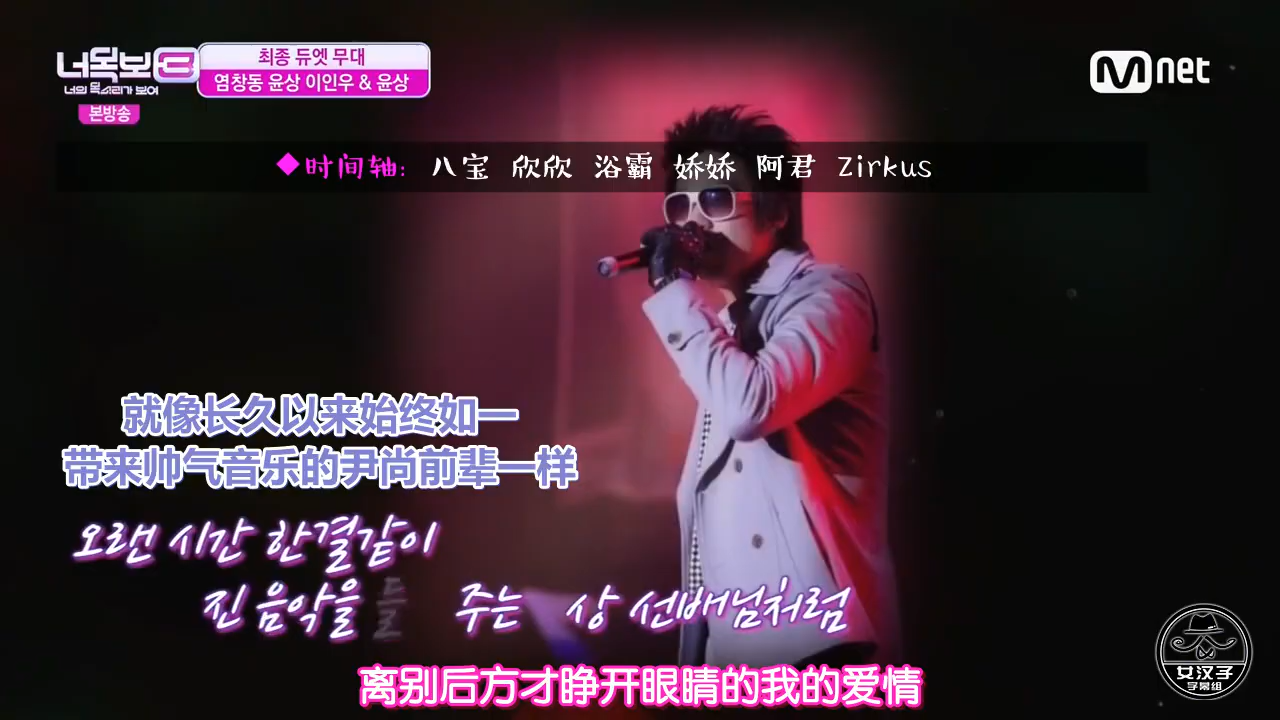 너목보3
너의 목소리가 보여
본방송
최종 듀엣 무대
염창동 윤상 이인우 & 윤상
Mnet
◆时间轴: 八宝 欣欣 浴霸 娇娇 阿君 Zirkus
就像长久以来始终如一
带来帅气音乐的尹尚前辈一样
오랜 시간 한결같이
진 음악을 들 주는 상 선배님처럼
离别后方才睁开眼睛的我的爱情
女汉子
字幕组